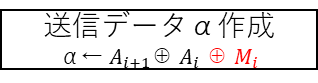 送信データα作成
α ← A_{i+1} ⊕ A_i ⊕ M_i